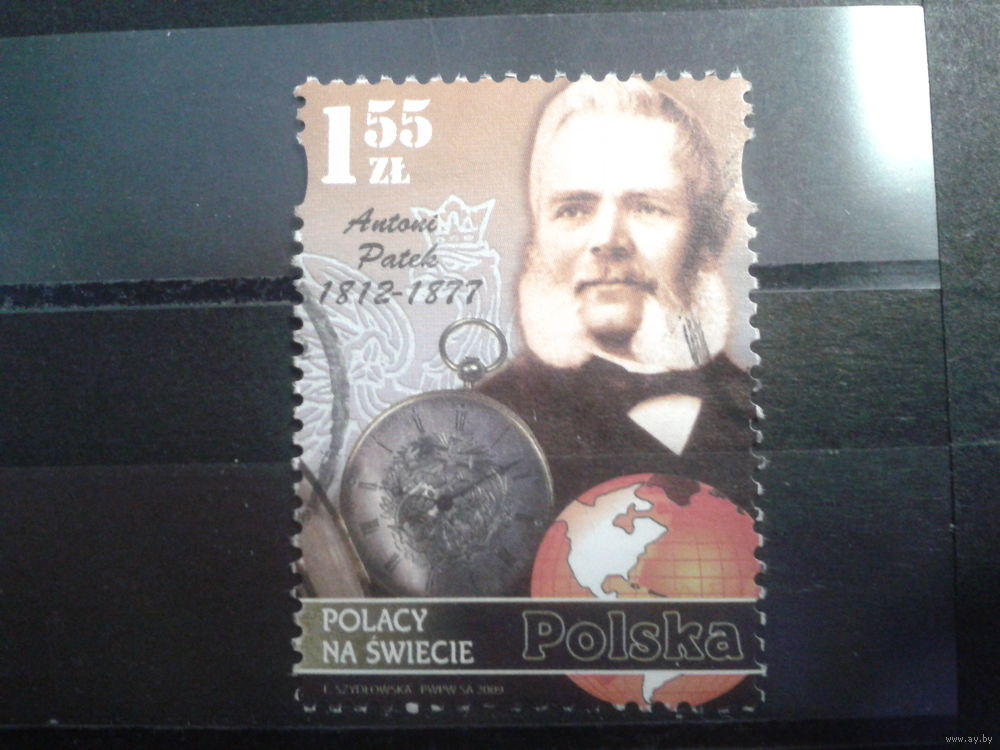 1 55
ZŁ
Antoni
Patek
1812-1877
POLACY
NA ŚWIECIE
Polska
E. SZYDŁOWSKA PWPW SA 2009
www.ay.by